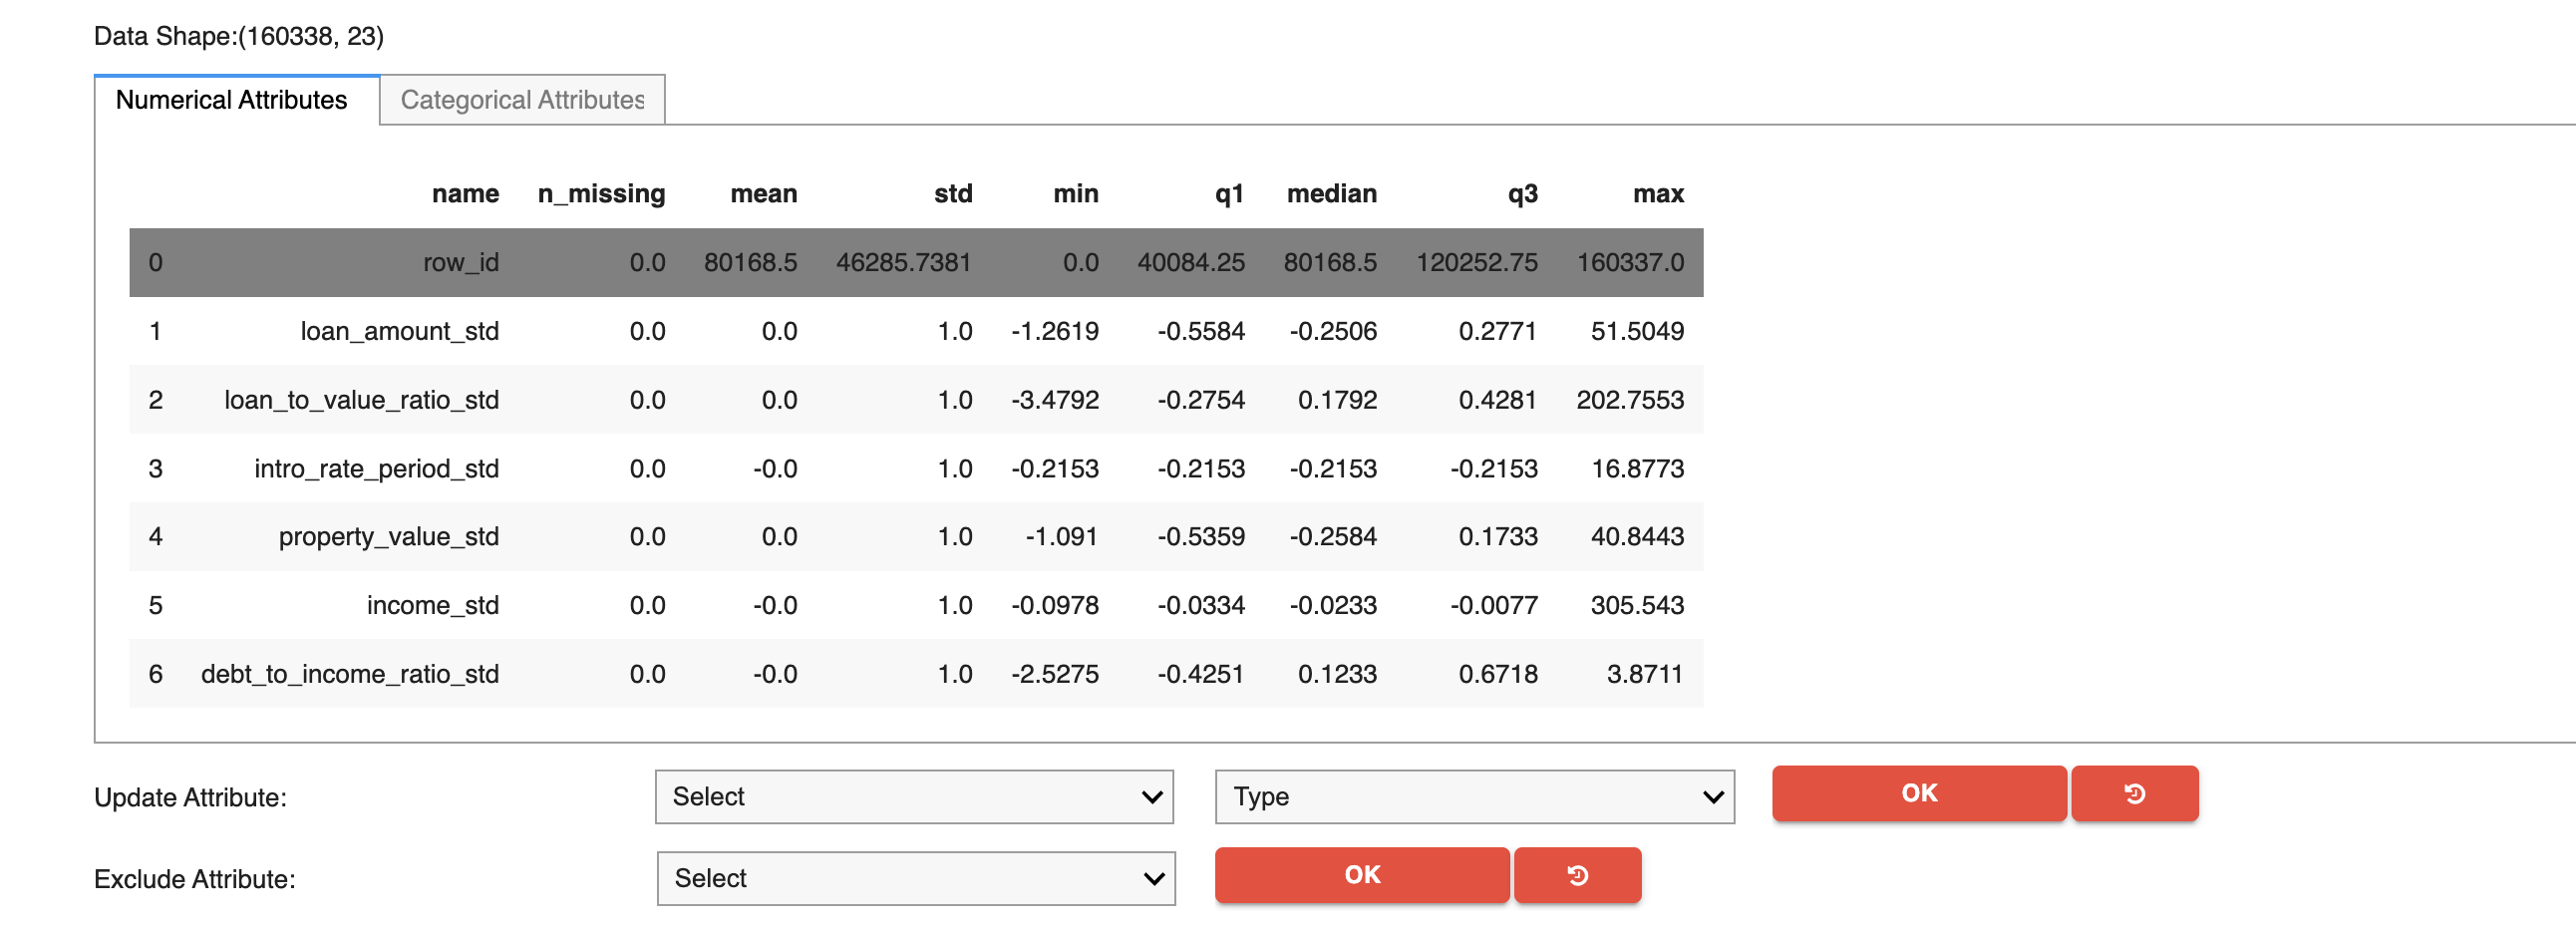 Data Shape:(160338, 23)
Numerical Attributes Categorical Attributes
name n_missing mean std min q1 median q3 max
0 row_id 0.0 80168.5 46285.7381 0.0 40084.25 80168.5 120252.75 160337.0
1 loan_amount_std 0.0 0.0 1.0 -1.2619 -0.5584 -0.2506 0.2771 51.5049
2 loan_to_value_ratio_std 0.0 0.0 1.0 -3.4792 -0.2754 0.1792 0.4281 202.7553
3 intro_rate_period_std 0.0 -0.0 1.0 -0.2153 -0.2153 -0.2153 -0.2153 16.8773
4 property_value_std 0.0 0.0 1.0 -1.091 -0.5359 -0.2584 0.1733 40.8443
5 income_std 0.0 -0.0 1.0 -0.0978 -0.0334 -0.0233 -0.0077 305.543
6 debt_to_income_ratio_std 0.0 -0.0 1.0 -2.5275 -0.4251 0.1233 0.6718 3.8711
Update Attribute: Select Type OK
Exclude Attribute: Select OK